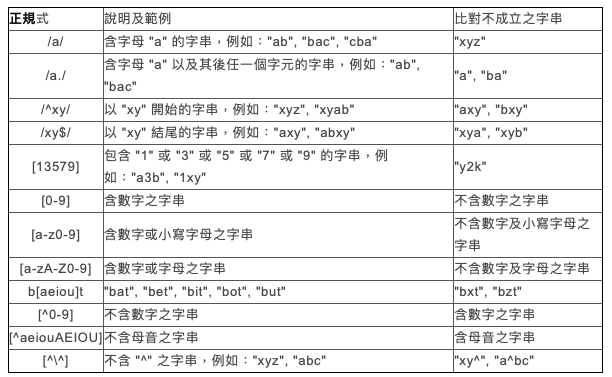 正規式 說明及範例 比對不成立之字串
/a/ 含字母 "a" 的字串，例如："ab", "bac", "cba" "xyz"
/a./ 含字母 "a" 以及其後任一個字元的字串，例如："ab", "bac" "a", "ba"
/^xy/ 以 "xy" 開始的字串，例如："xyz", "xyab" "axy", "bxy"
/xy$/ 以 "xy" 結尾的字串，例如："axy", "abxy" "xya", "xyb"
[13579] 包含 "1" 或 "3" 或 "5" 或 "7" 或 "9" 的字串，例如："a3b", "1xy" "y2k"
[0-9] 含數字之字串 不含數字之字串
[a-z0-9] 含數字或小寫字母之字串 不含數字及小寫字母之字串
[a-zA-Z0-9] 含數字或字母之字串 不含數字及字母之字串
b[aeiou]t "bat", "bet", "bit", "bot", "but" "bxt", "bzt"
[^0-9] 不含數字之字串 含數字之字串
[^aeiouAEIOU] 不含母音之字串 含母音之字串
[^\^] 不含 "^" 之字串，例如："xyz", "abc" "xy^", "a^bc"